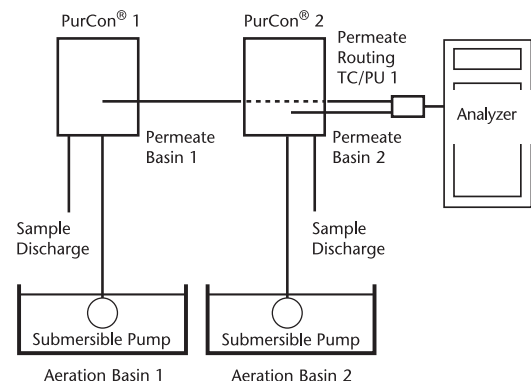 PurCon® 1
PurCon® 2
Permeate
Routing
TC/PU 1
Analyzer
Permeate
Basin 1
Permeate
Basin 2
Sample
Discharge
Sample
Discharge
Submersible Pump
Submersible Pump
Aeration Basin 1
Aeration Basin 2